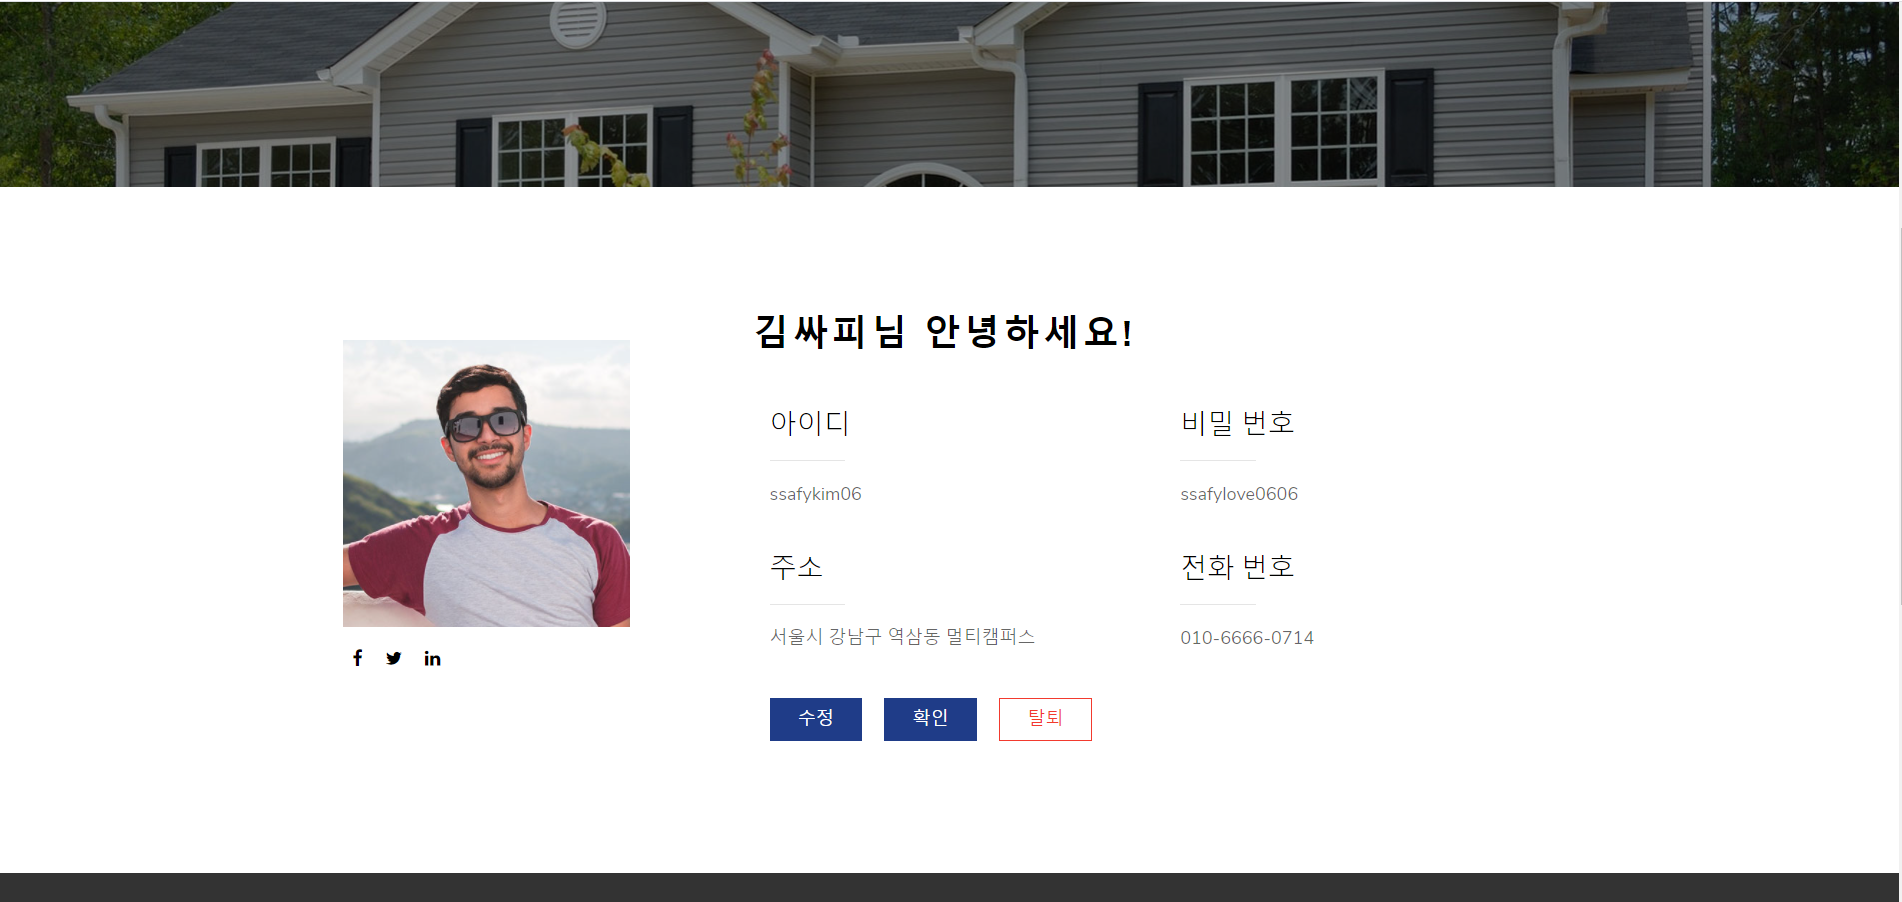 김싸피님 안녕하세요!
아이디
비밀 번호
ssafykim06
ssafylove0606
주소
전화 번호
서울시 강남구 역삼동 멀티캠퍼스
010-6666-0714
수정
확인
탈퇴